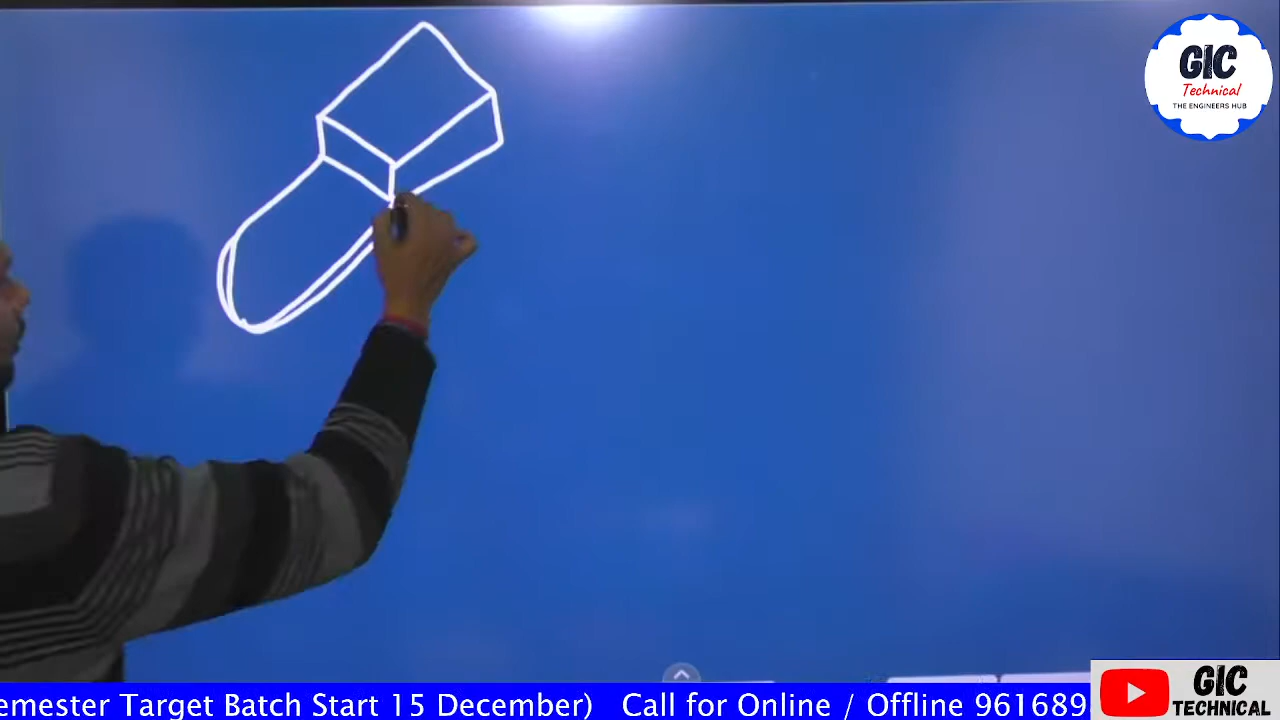 GIC
Technical
THE ENGINEERS HUB
emester Target Batch Start 15 December) Call for Online / Offline 961689
GIC
TECHNICAL